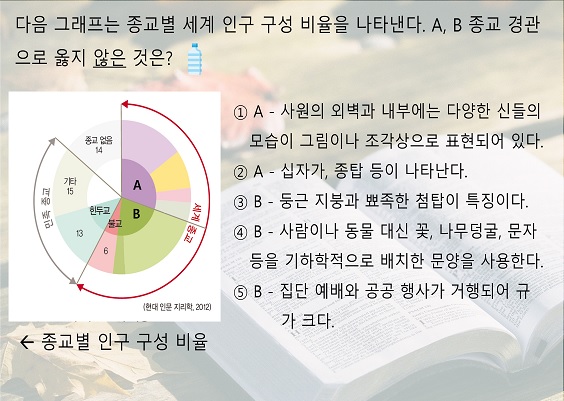 다음 그래프는 종교별 세계 인구 구성 비율을 나타낸다. A, B 종교 경관
으로 옳지 않은 것은?
① A - 사원의 외벽과 내부에는 다양한 신들의
모습이 그림이나 조각상으로 표현되어 있다.
② A - 십자가, 종탑 등이 나타난다.
③ B - 둥근 지붕과 뾰족한 첨탑이 특징이다.
④ B - 사람이나 동물 대신 꽃, 나무덩굴, 문자
등을 기하학적으로 배치한 문양을 사용한다.
⑤ B - 집단 예배와 공공 행사가 거행되어 규
가 크다.
종교 없음
14
기타
15
민족 종교
힌두교
13
불교
6
A
B
세계 종교
(현대 인문 지리학, 2012)
← 종교별 인구 구성 비율